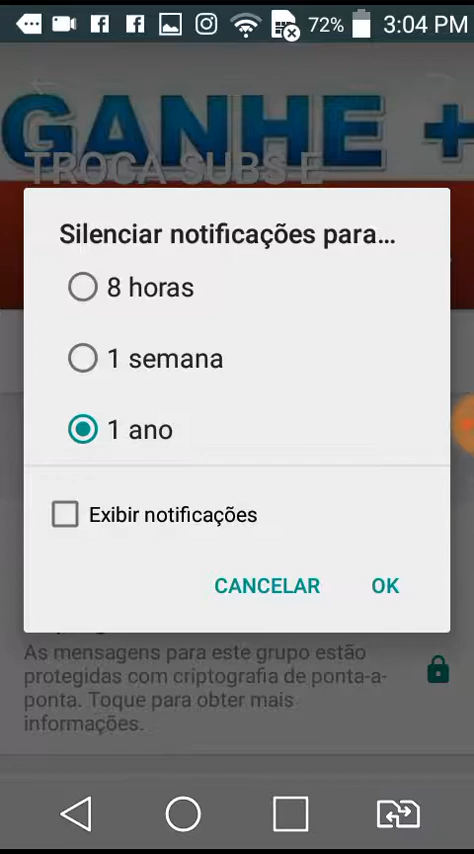 72% 3:04 PM
GANHE +
TROCA SUBS E
Silenciar notificações para...
8 horas
1 semana
1 ano
Exibir notificações
CANCELAR OK
As mensagens para este grupo estão
protegidas com criptografia de ponta-a-
ponta. Toque para obter mais
informações.